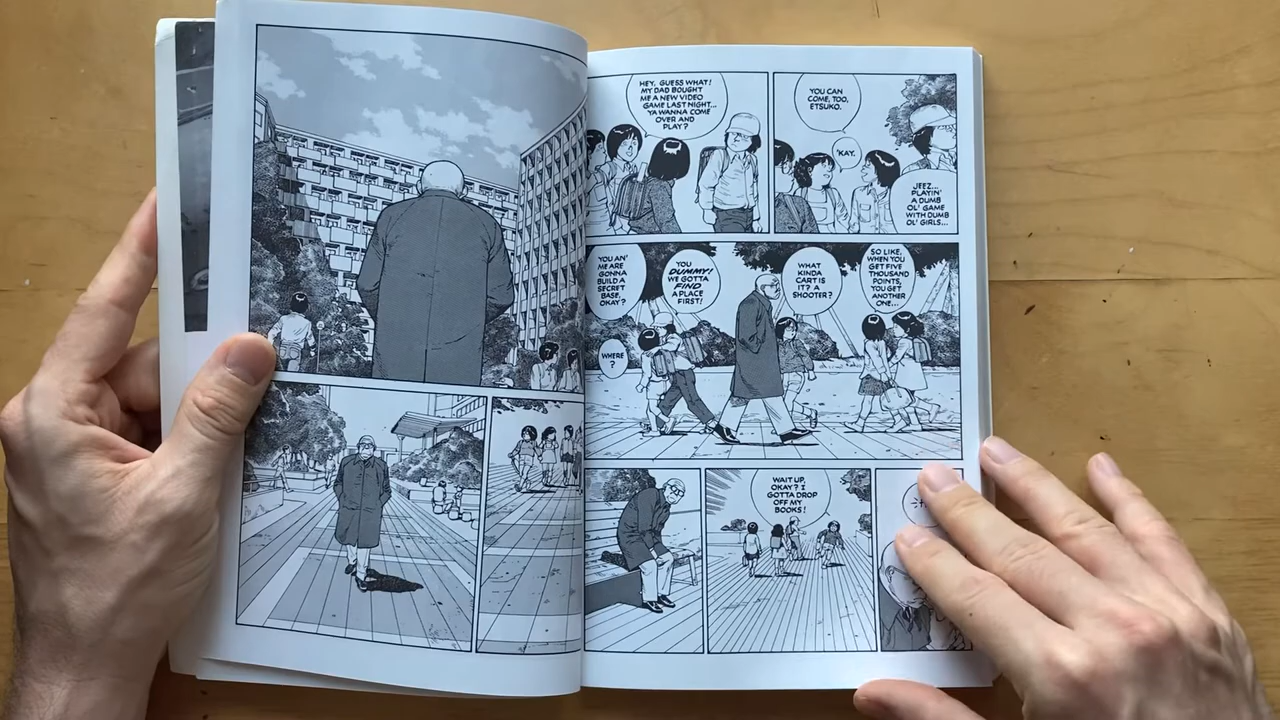 HEY, GUESS WHAT!
MY DAD BOUGHT
ME A NEW VIDEO
GAME LAST NIGHT...
YA WANNA COME
OVER AND
PLAY?
YOU CAN
COME, TOO,
ETSUKO.
'KAY.
JEEZ...
PLAYIN'
A DUMB
OL' GAME
WITH DUMB
OL' GIRLS...
YOU AN'
ME ARE
GONNA
BUILD A
SECRET
BASE,
OKAY?
YOU
DUMMY!
WE GOTTA
FIND
A PLACE
FIRST!
WHERE
?
WHAT
KINDA
CART IS
IT? A
SHOOTER?
SO LIKE,
WHEN YOU
GET FIVE
THOUSAND
POINTS,
YOU GET
ANOTHER
ONE...
WAIT UP,
OKAY? I
GOTTA DROP
OFF MY
BOOKS!